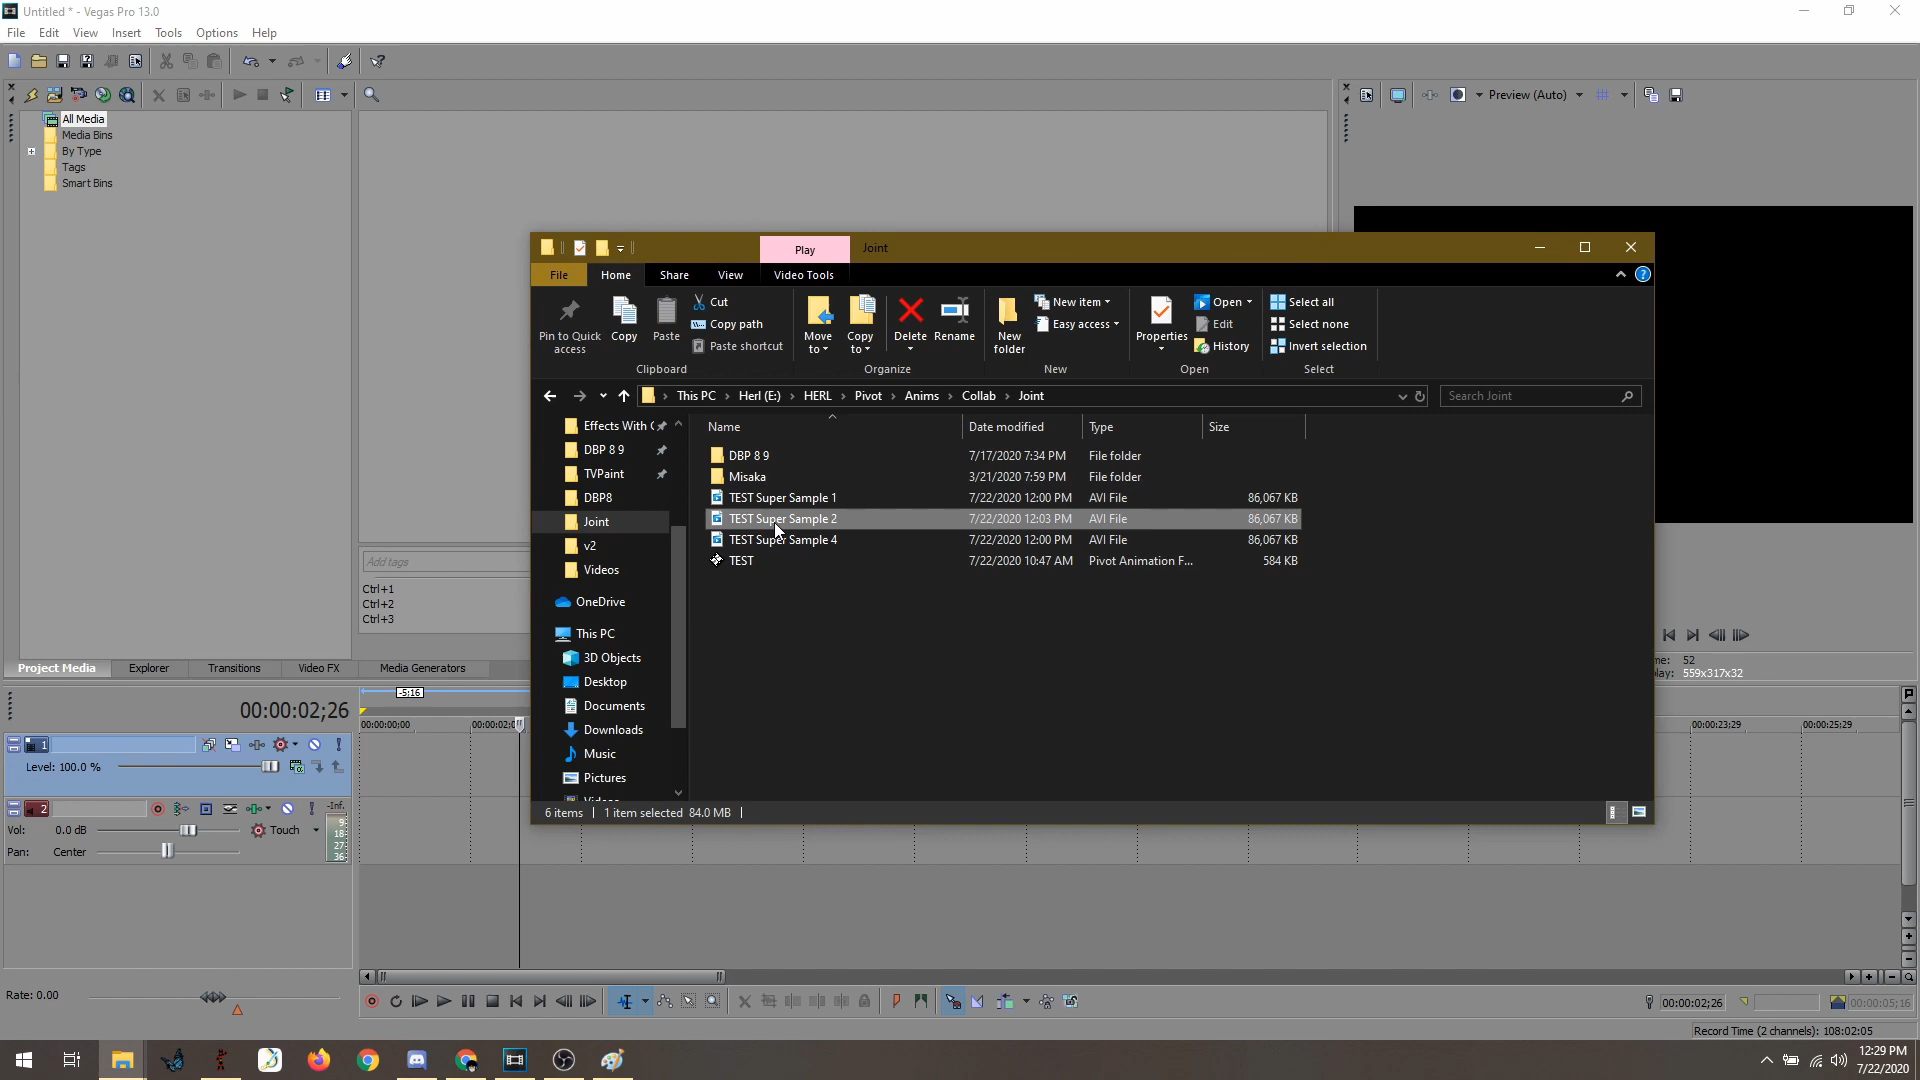 Untitled * - Vegas Pro 13.0
File Edit View Insert Tools Options Help
Preview (Auto)
All Media
Media Bins
By Type
Tags
Smart Bins
Add tags
Ctrl+1
Ctrl+2
Ctrl+3
Project Media Explorer Transitions Video FX Media Generators
Play Joint
File Home Share View Video Tools
Pin to Quick access
Copy
Paste
Cut
Copy path
Paste shortcut
Clipboard
Move to
Copy to
Delete
Rename
Organize
New folder
New item
Easy access
New
Properties
Open
Edit
History
Open
Select all
Select none
Invert selection
Select
This PC > Herl (E:) > HERL > Pivot > Anims > Collab > Joint
Search Joint
Effects With
DBP 8 9
TVPaint
DBP8
Joint
v2
Videos
OneDrive
This PC
3D Objects
Desktop
Documents
Downloads
Music
Pictures
Name Date modified Type Size
DBP 8 9 7/17/2020 7:34 PM File folder
Misaka 3/21/2020 7:59 PM File folder
TEST Super Sample 1 7/22/2020 12:00 PM AVI File 86,067 KB
TEST Super Sample 2 7/22/2020 12:03 PM AVI File 86,067 KB
TEST Super Sample 4 7/22/2020 12:00 PM AVI File 86,067 KB
TEST 7/22/2020 10:47 AM Pivot Animation F... 584 KB
6 items 1 item selected 84.0 MB
me: 52
lay: 559x317x32
-5:16
00:00:02;26
00:00:00;00 00:00:23;29 00:00:25;29
1
Level: 100.0 %
2
-Inf.
Vol: 0.0 dB Touch
Pan: Center
9
18
27
36
Rate: 0.00
00:00:02;26 00:00:05;16
Record Time (2 channels): 108:02:05
12:29 PM
7/22/2020